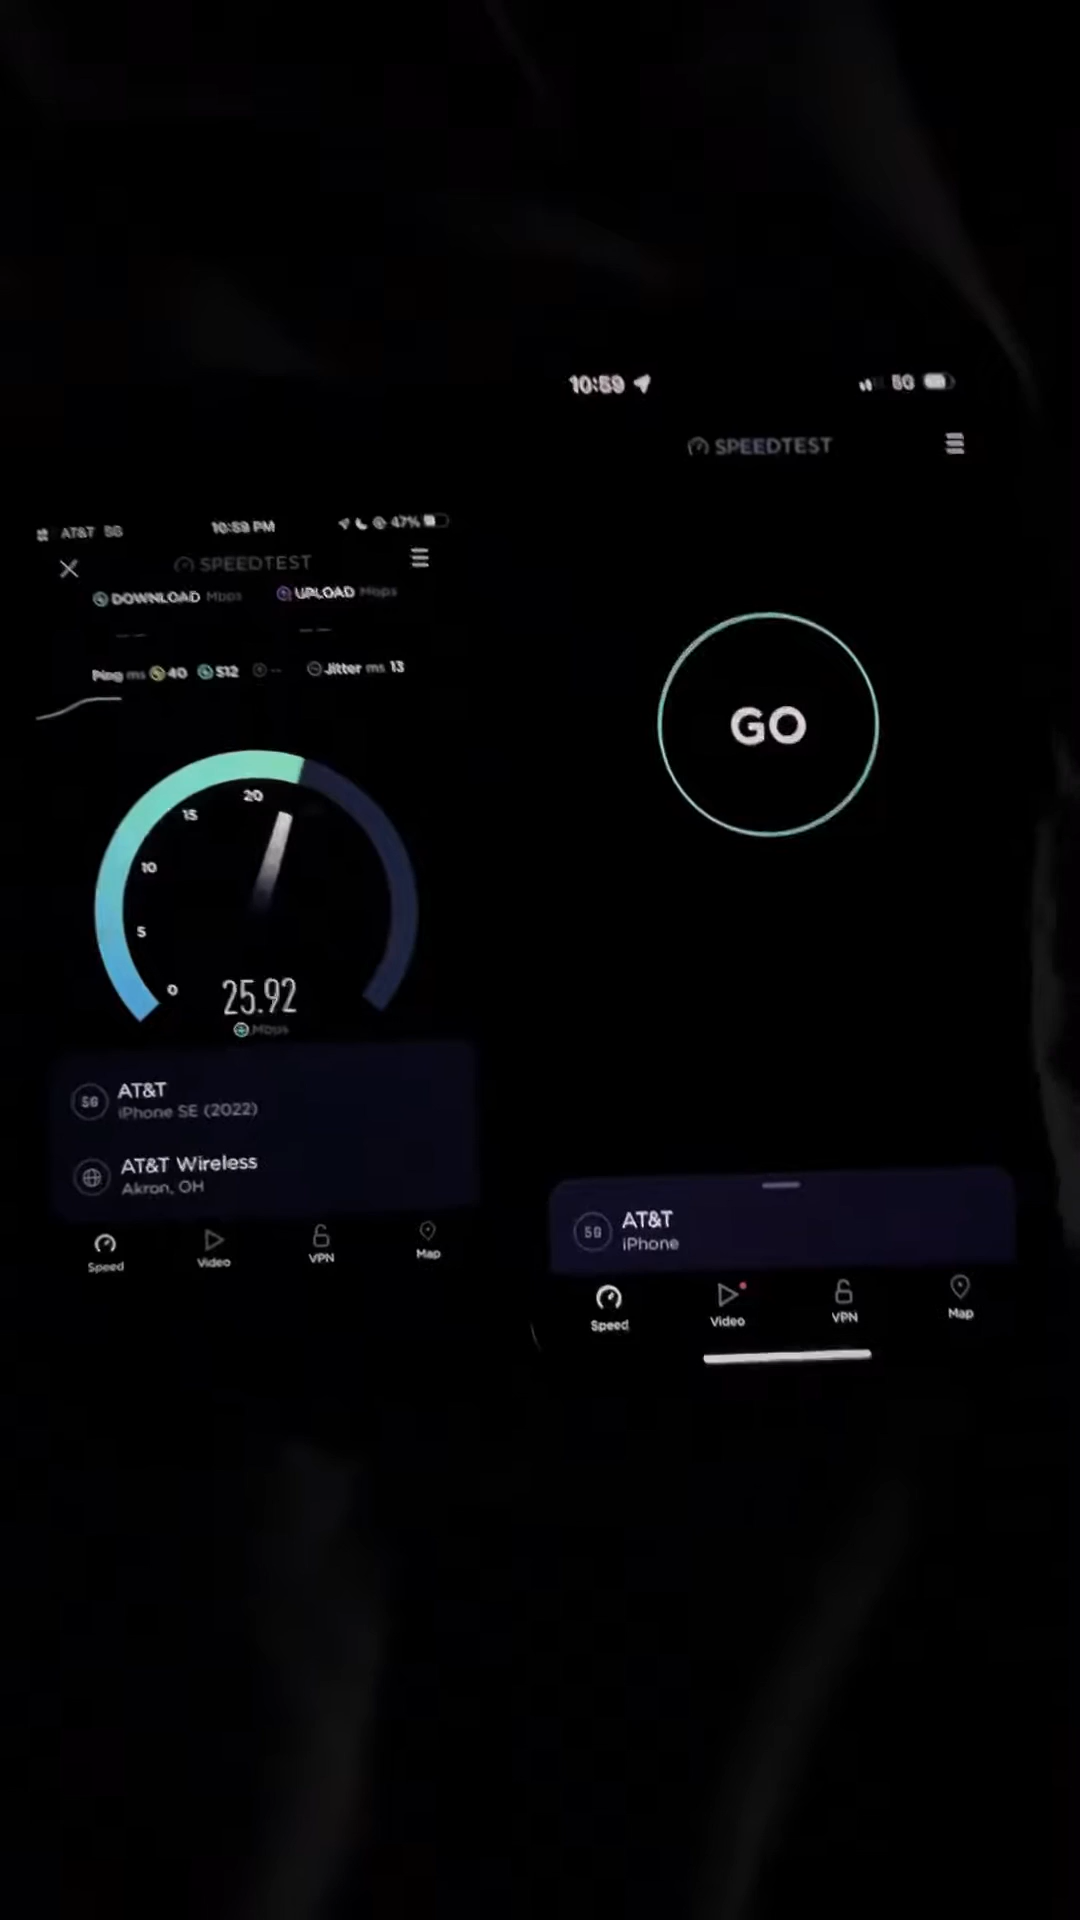 AT&T 5G 10:59 PM 47%
SPEEDTEST
DOWNLOAD Mbps UPLOAD Mbps
Ping ms 40 512 -- Jitter ms 13
20
15
10
5
0
25.92
Mbps
5G AT&T
iPhone SE (2022)
AT&T Wireless
Akron, OH
Speed Video VPN Map
10:59 5G
SPEEDTEST
GO
5G AT&T
iPhone
Speed Video VPN Map